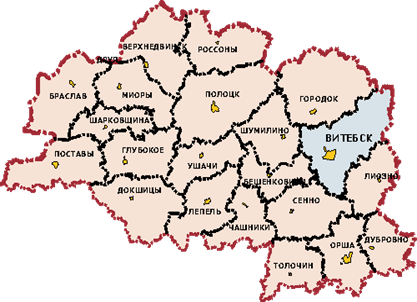 ВЕРХНЕДВИНСК
РОССОНЫ
БРАСЛАВ
МИОРЫ
ПОЛОЦК
ГОРОДОК
ШАРКОВЩИНА
ШУМИЛИНО
ВИТЕБСК
ПОСТАВЫ
ГЛУБОКОЕ
УШАЧИ
БЕШЕНКОВИЧИ
ЛИОЗНО
ДОКШИЦЫ
ЛЕПЕЛЬ
СЕННО
ЧАШНИКИ
ОРША
ДУБРОВНО
ТОЛОЧИН